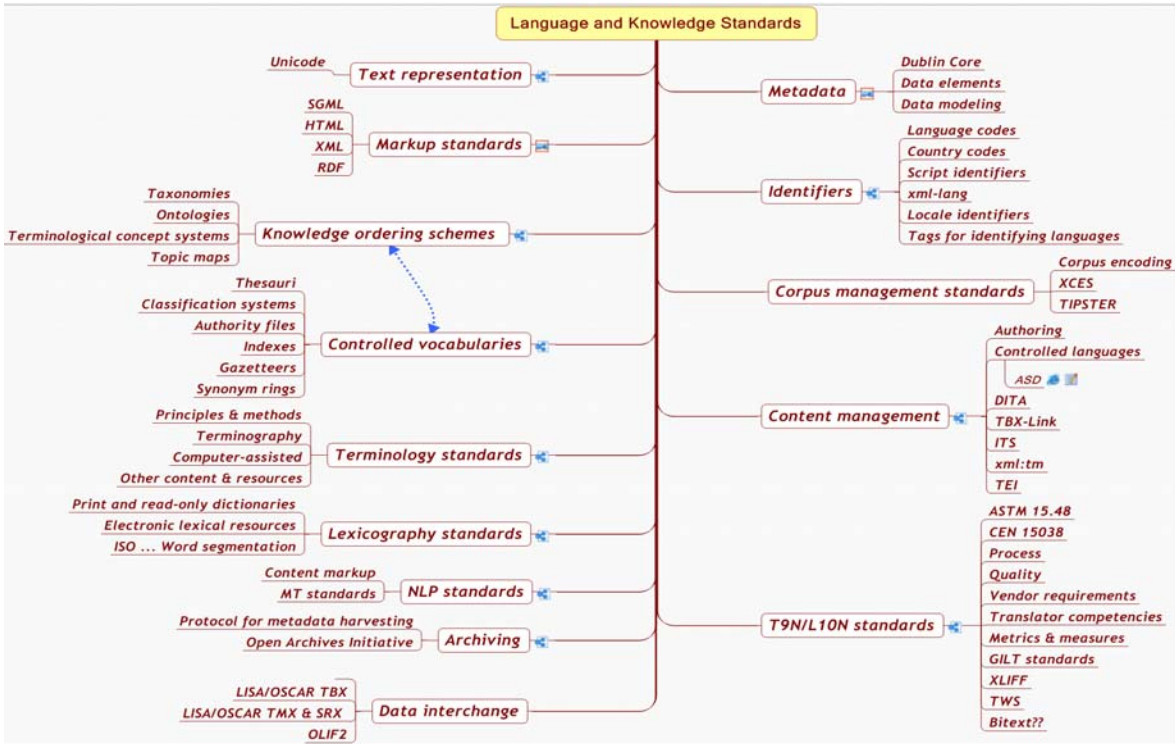 Language and Knowledge Standards
Unicode
Text representation
SGML
HTML
XML
RDF
Markup standards
Taxonomies
Ontologies
Terminological concept systems
Topic maps
Knowledge ordering schemes
Thesauri
Classification systems
Authority files
Indexes
Gazetteers
Synonym rings
Controlled vocabularies
Principles & methods
Terminography
Computer-assisted
Other content & resources
Terminology standards
Print and read-only dictionaries
Electronic lexical resources
ISO ... Word segmentation
Lexicography standards
Content markup
MT standards
NLP standards
Protocol for metadata harvesting
Open Archives Initiative
Archiving
LISA/OSCAR TBX
LISA/OSCAR TMX & SRX
OLIF2
Data interchange
Metadata
Dublin Core
Data elements
Data modeling
Identifiers
Language codes
Country codes
Script identifiers
xml-lang
Locale identifiers
Tags for identifying languages
Corpus management standards
Corpus encoding
XCES
TIPSTER
Content management
Authoring
Controlled languages
ASD
DITA
TBX-Link
ITS
xml:tm
TEI
T9N/L10N standards
ASTM 15.48
CEN 15038
Process
Quality
Vendor requirements
Translator competencies
Metrics & measures
GILT standards
XLIFF
TWS
Bitext??